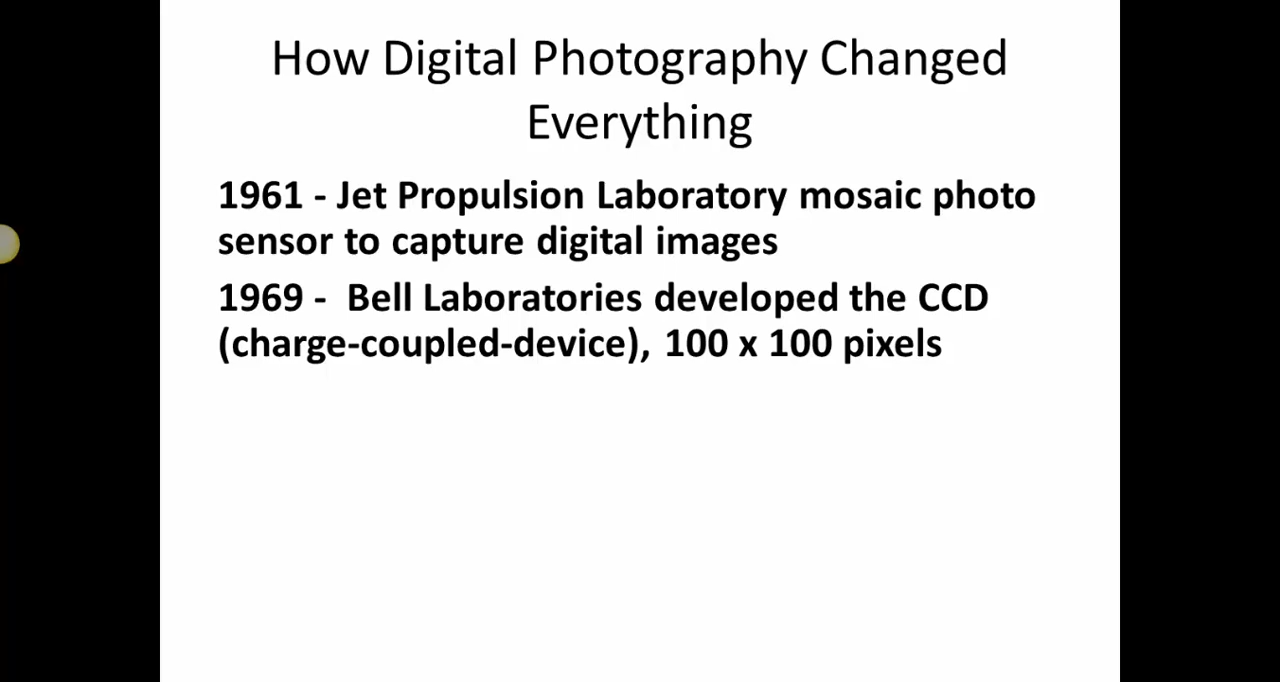 How Digital Photography Changed
Everything
1961 - Jet Propulsion Laboratory mosaic photo
sensor to capture digital images
1969 -  Bell Laboratories developed the CCD
(charge-coupled-device), 100 x 100 pixels